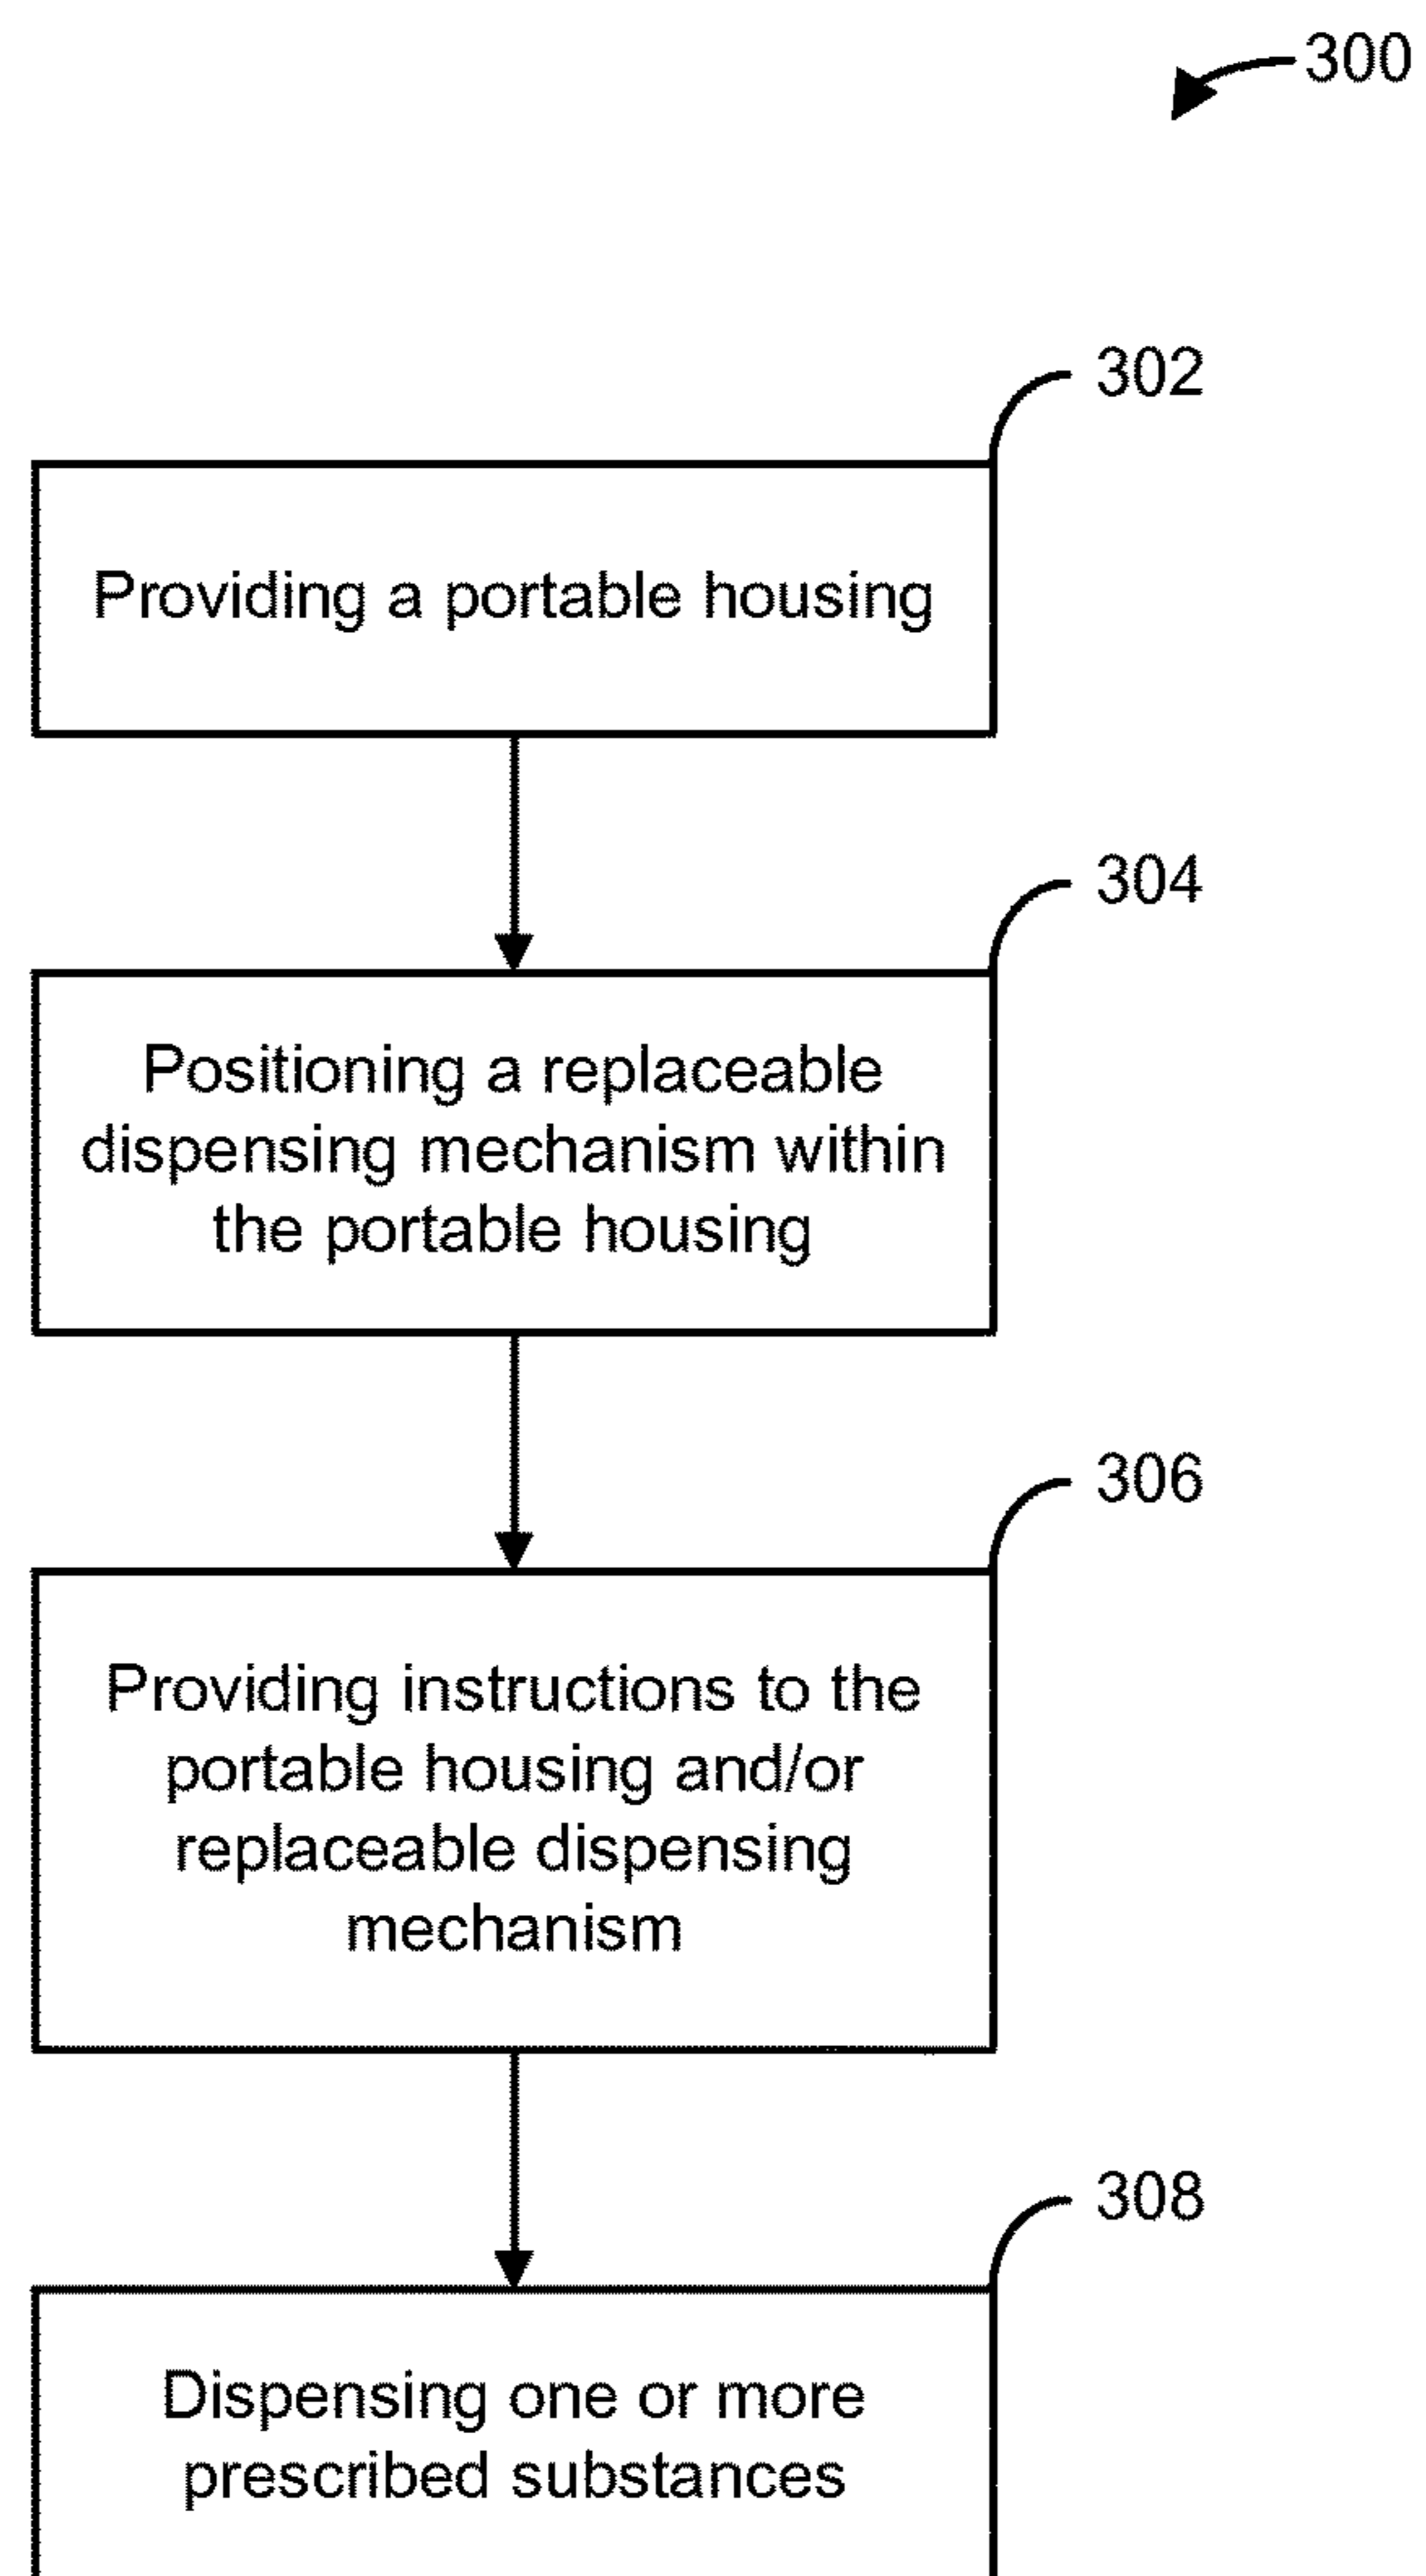 300
302
Providing a portable housing
304
Positioning a replaceable
dispensing mechanism within
the portable housing
306
Providing instructions to the
portable housing and/or
replaceable dispensing
mechanism
308
Dispensing one or more
prescribed substances